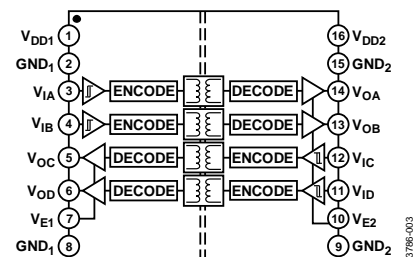 VDD1 1 16 VDD2
GND1 2 15 GND2
VIA 3 ENCODE DECODE 14 VOA
VIB 4 ENCODE DECODE 13 VOB
VOC 5 DECODE ENCODE 12 VIC
VOD 6 DECODE ENCODE 11 VID
VE1 7 10 VE2
GND1 8 9 GND2
3786-003